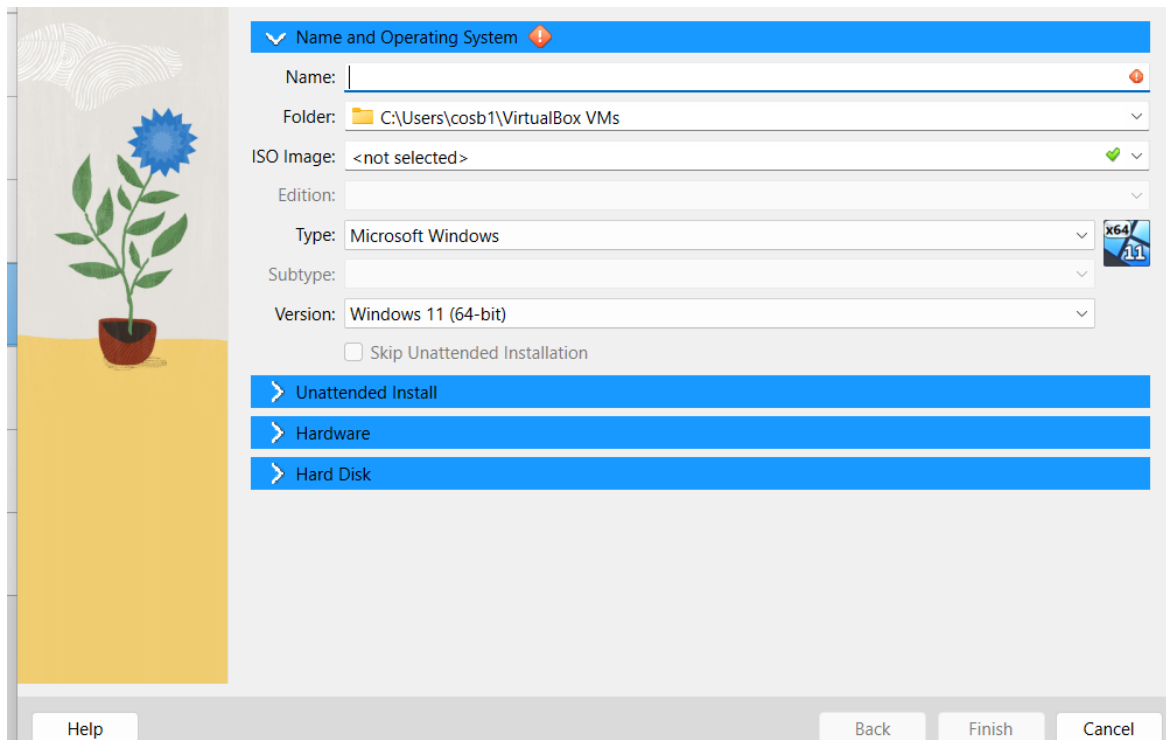 Name and Operating System
Name:
Folder: C:\Users\cosb1\VirtualBox VMs
ISO Image: <not selected>
Edition:
Type: Microsoft Windows
x64
11
Subtype:
Version: Windows 11 (64-bit)
Skip Unattended Installation
Unattended Install
Hardware
Hard Disk
Help Back Finish Cancel